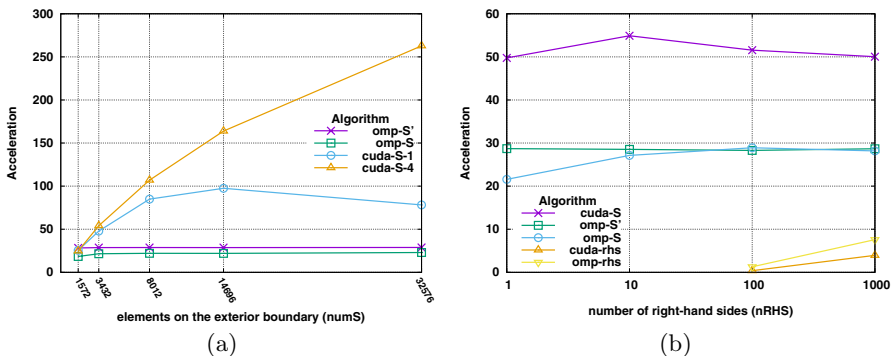 300
250
200
150
100
50
0
Acceleration
Algorithm
omp-S'
omp-S
cuda-S-1
cuda-S-4
1572
3432
8012
14696
32576
elements on the exterior boundary (numS)
(a)
60
50
40
30
20
10
0
Acceleration
Algorithm
cuda-S
omp-S'
omp-S
cuda-rhs
omp-rhs
1
10
100
1000
number of right-hand sides (nRHS)
(b)